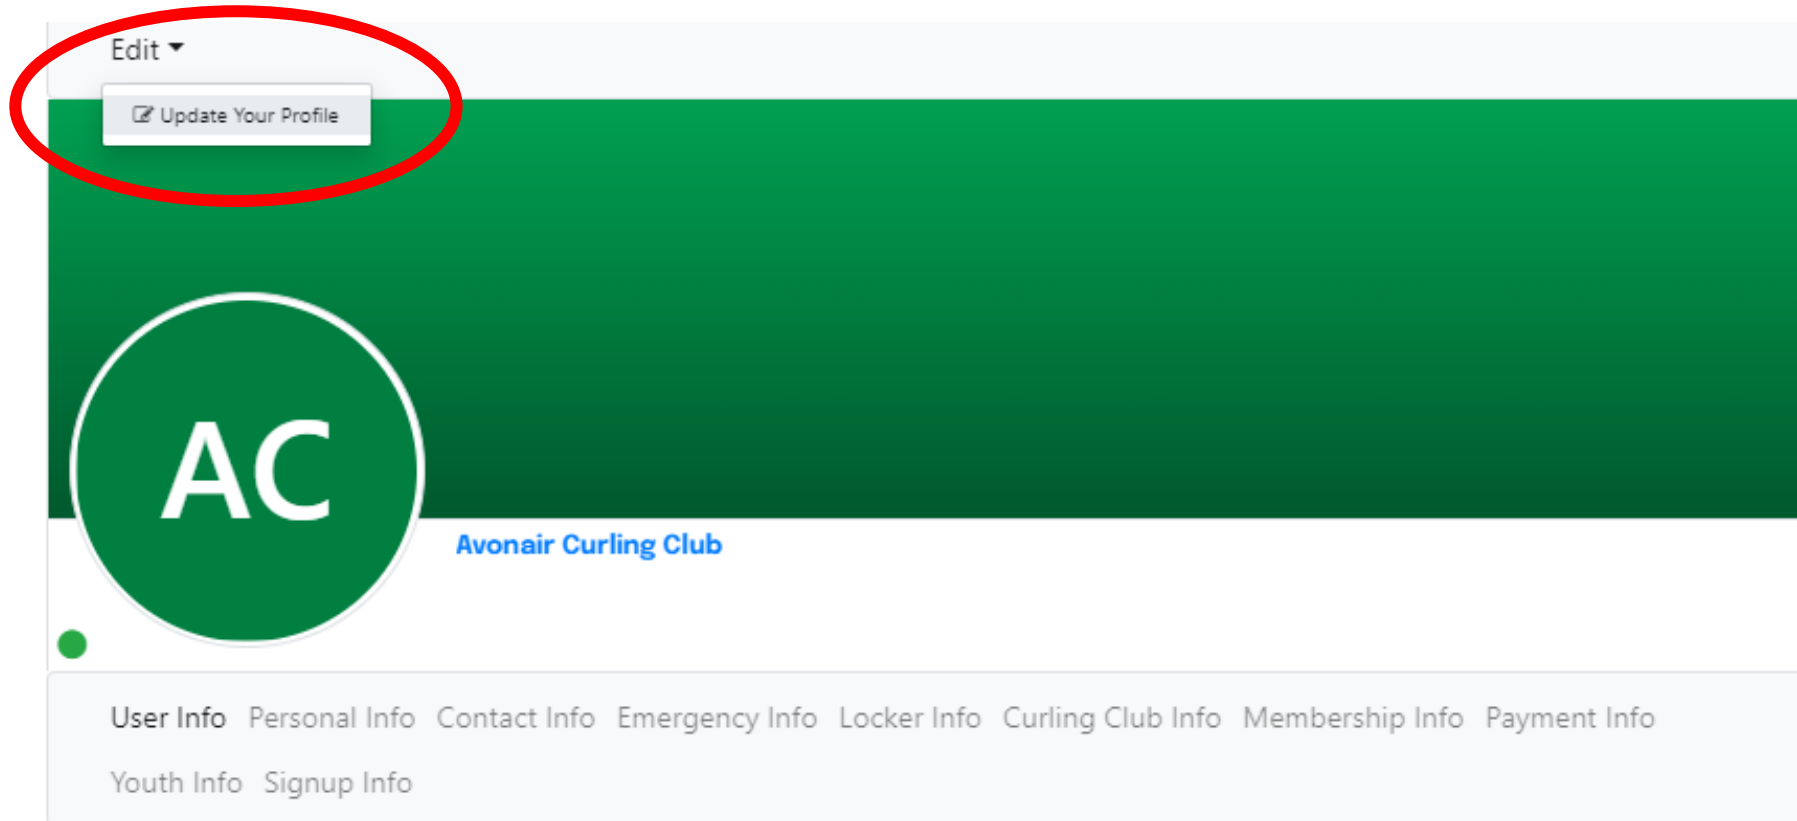 Edit
Update Your Profile
AC
Avonair Curling Club
User Info Personal Info Contact Info Emergency Info Locker Info Curling Club Info Membership Info Payment Info
Youth Info Signup Info